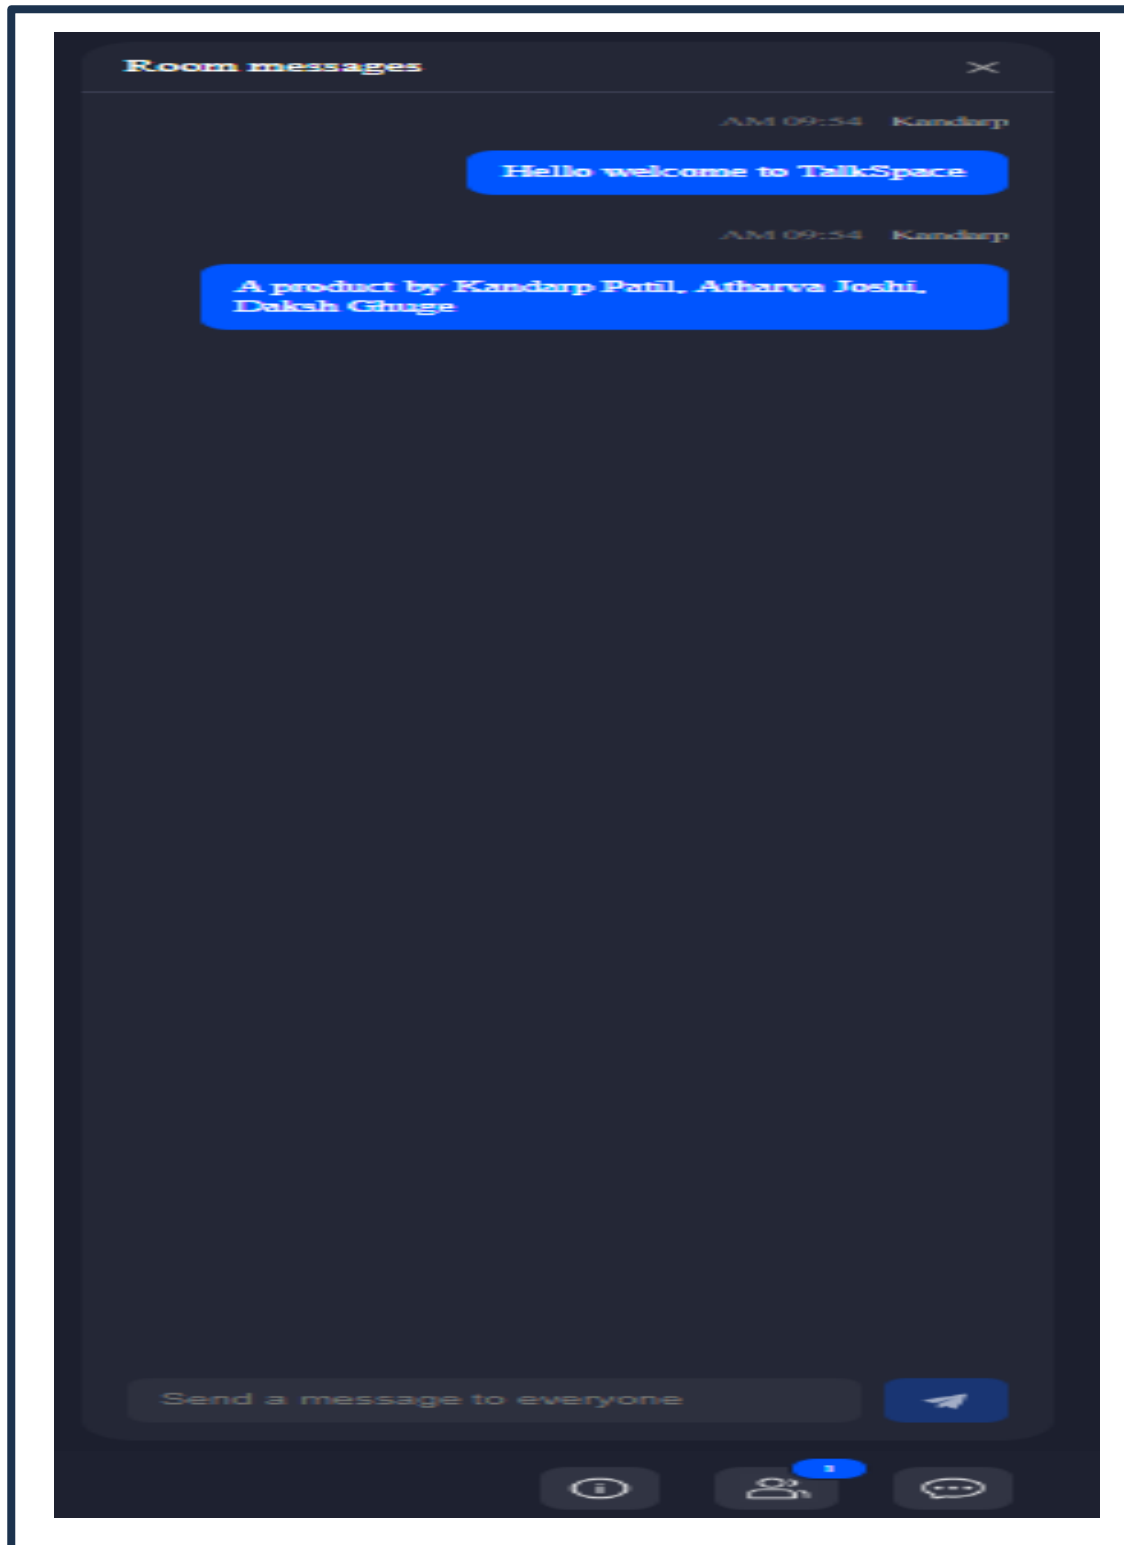 Room messages
AM 09:54 Kandarp
Hello welcome to TalkSpace
AM 09:54 Kandarp
A product by Kandarp Patil, Atharva Joshi,
Daksh Ghuge
Send a message to everyone